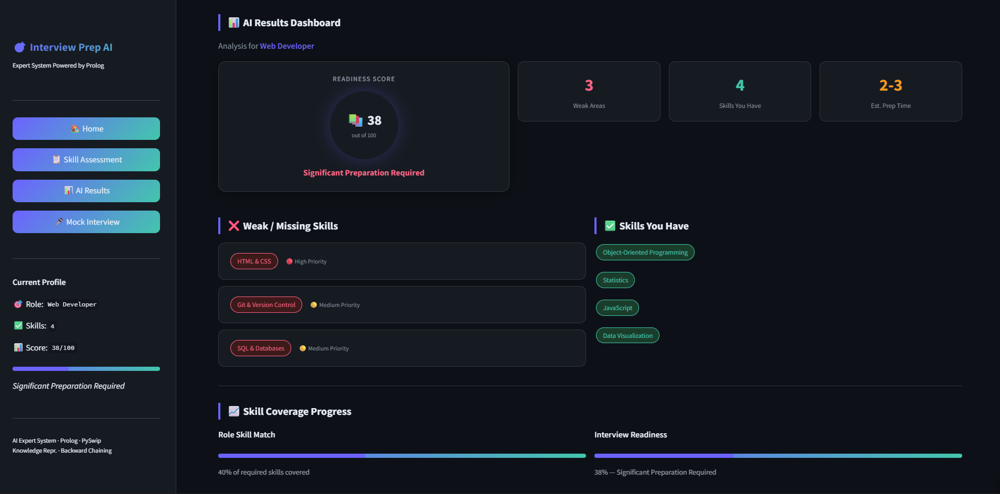 Interview Prep AI
Expert System Powered by Prolog
Home
Skill Assessment
AI Results
Mock Interview
Current Profile
Role: Web Developer
Skills: 4
Score: 38/100
Significant Preparation Required
AI Expert System · Prolog · PySwip
Knowledge Repr. · Backward Chaining
AI Results Dashboard
Analysis for Web Developer
READINESS SCORE
38
out of 100
Significant Preparation Required
3
Weak Areas
4
Skills You Have
2-3
Est. Prep Time
Weak / Missing Skills
HTML & CSS High Priority
Git & Version Control Medium Priority
SQL & Databases Medium Priority
Skills You Have
Object-Oriented Programming
Statistics
JavaScript
Data Visualization
Skill Coverage Progress
Role Skill Match
40% of required skills covered
Interview Readiness
38% — Significant Preparation Required